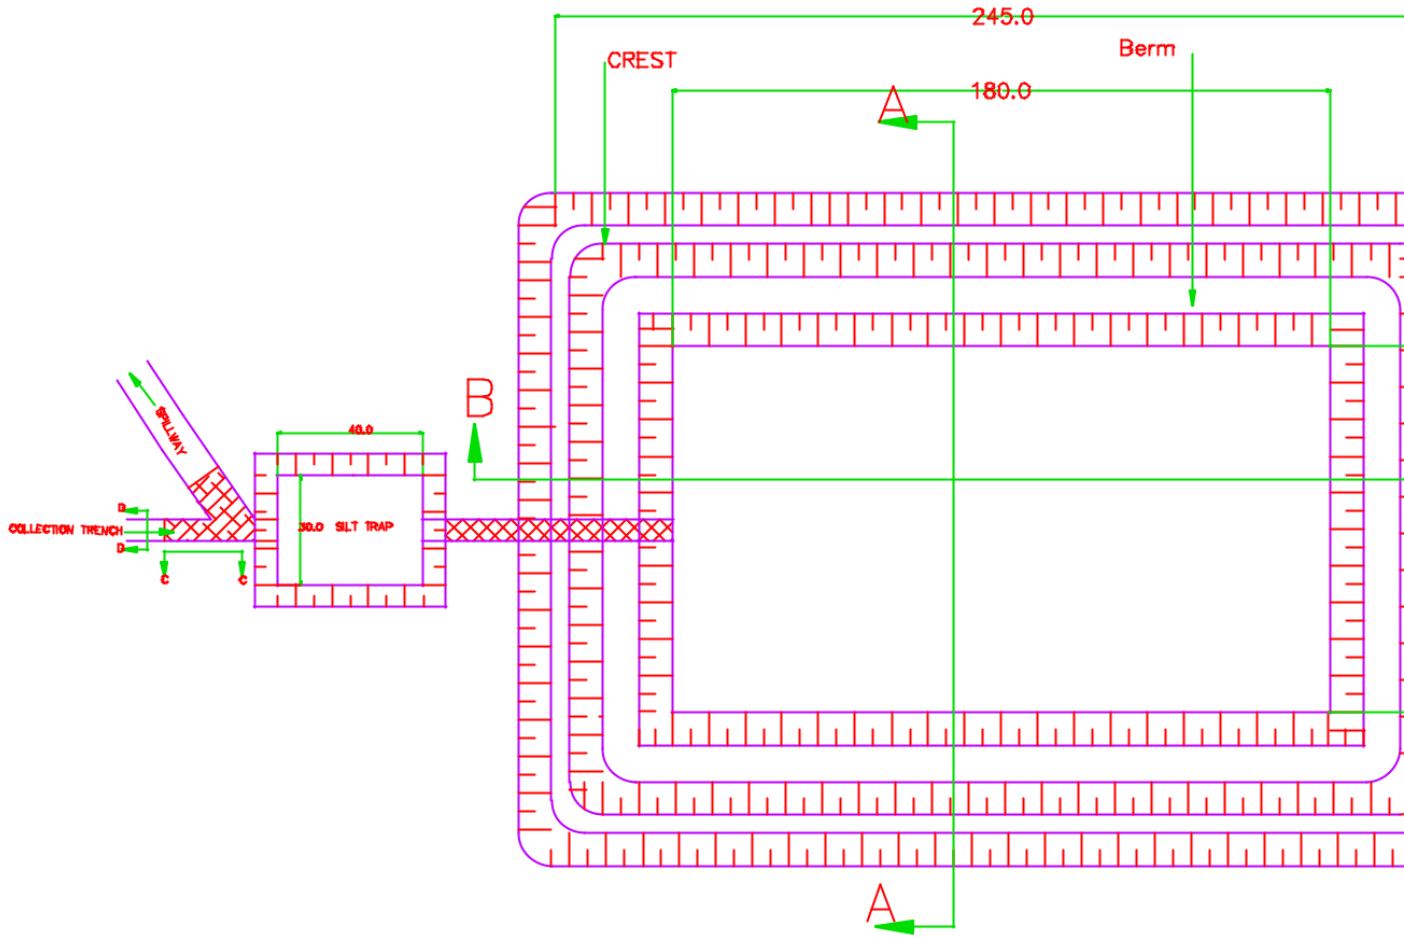 245.0
CREST
Berm
180.0
A
B
SPILLWAY
40.0
D
COLLECTION TRENCH
30.0 SILT TRAP
D
C
C
A